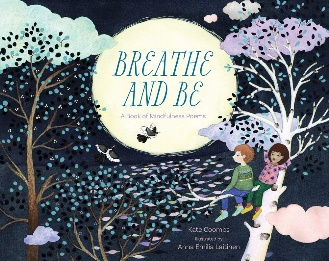 BREATHE
AND BE
A Book of Mindfulness Poems
Kate Coombs
illustrated by
Anna Emilia Laitinen